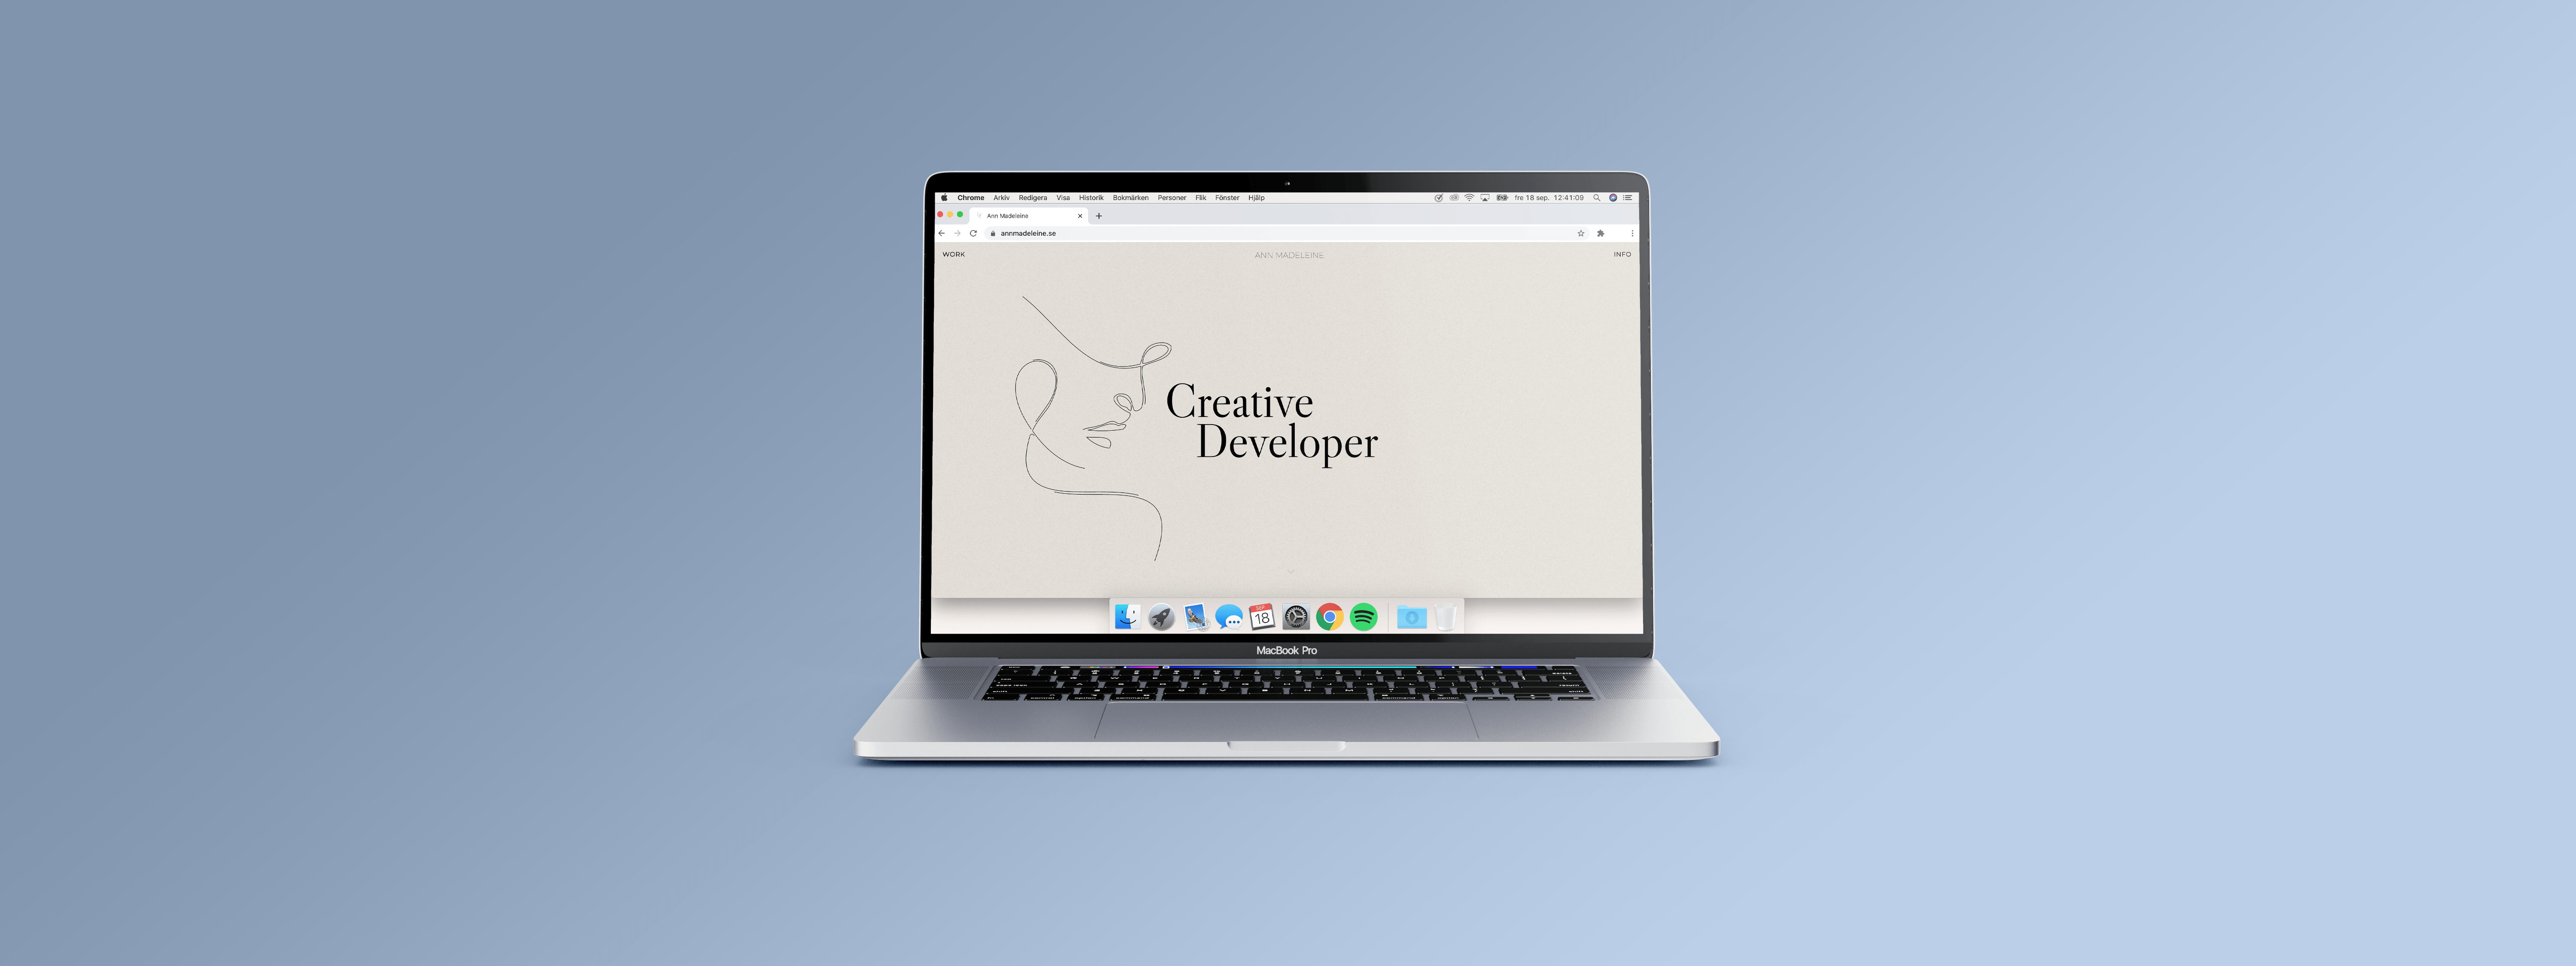 Chrome Arkiv Redigera Visa Historik Bokmärken Personer Flik Fönster Hjälp fre 18 sep. 12:41:09
Ann Madeleine
annmadeleine.se
WORK ANN MADELEINE INFO
Creative
Developer
SEP
18
MacBook Pro